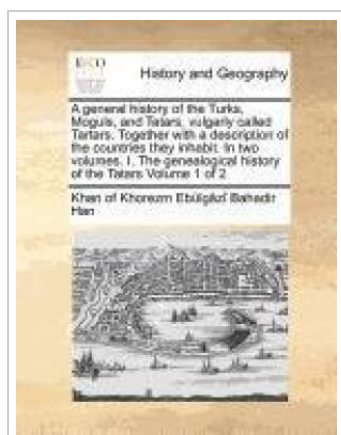 ECCO
History and Geography
A general history of the Turks,
Moguls, and Tatars, vulgarly called
Tartars. Together with a description of
the countries they inhabit. In two
volumes. I. The genealogical history
of the Tatars Volume 1 of 2
Khan of Khorezm Ebülgâzî Bahadir
Han